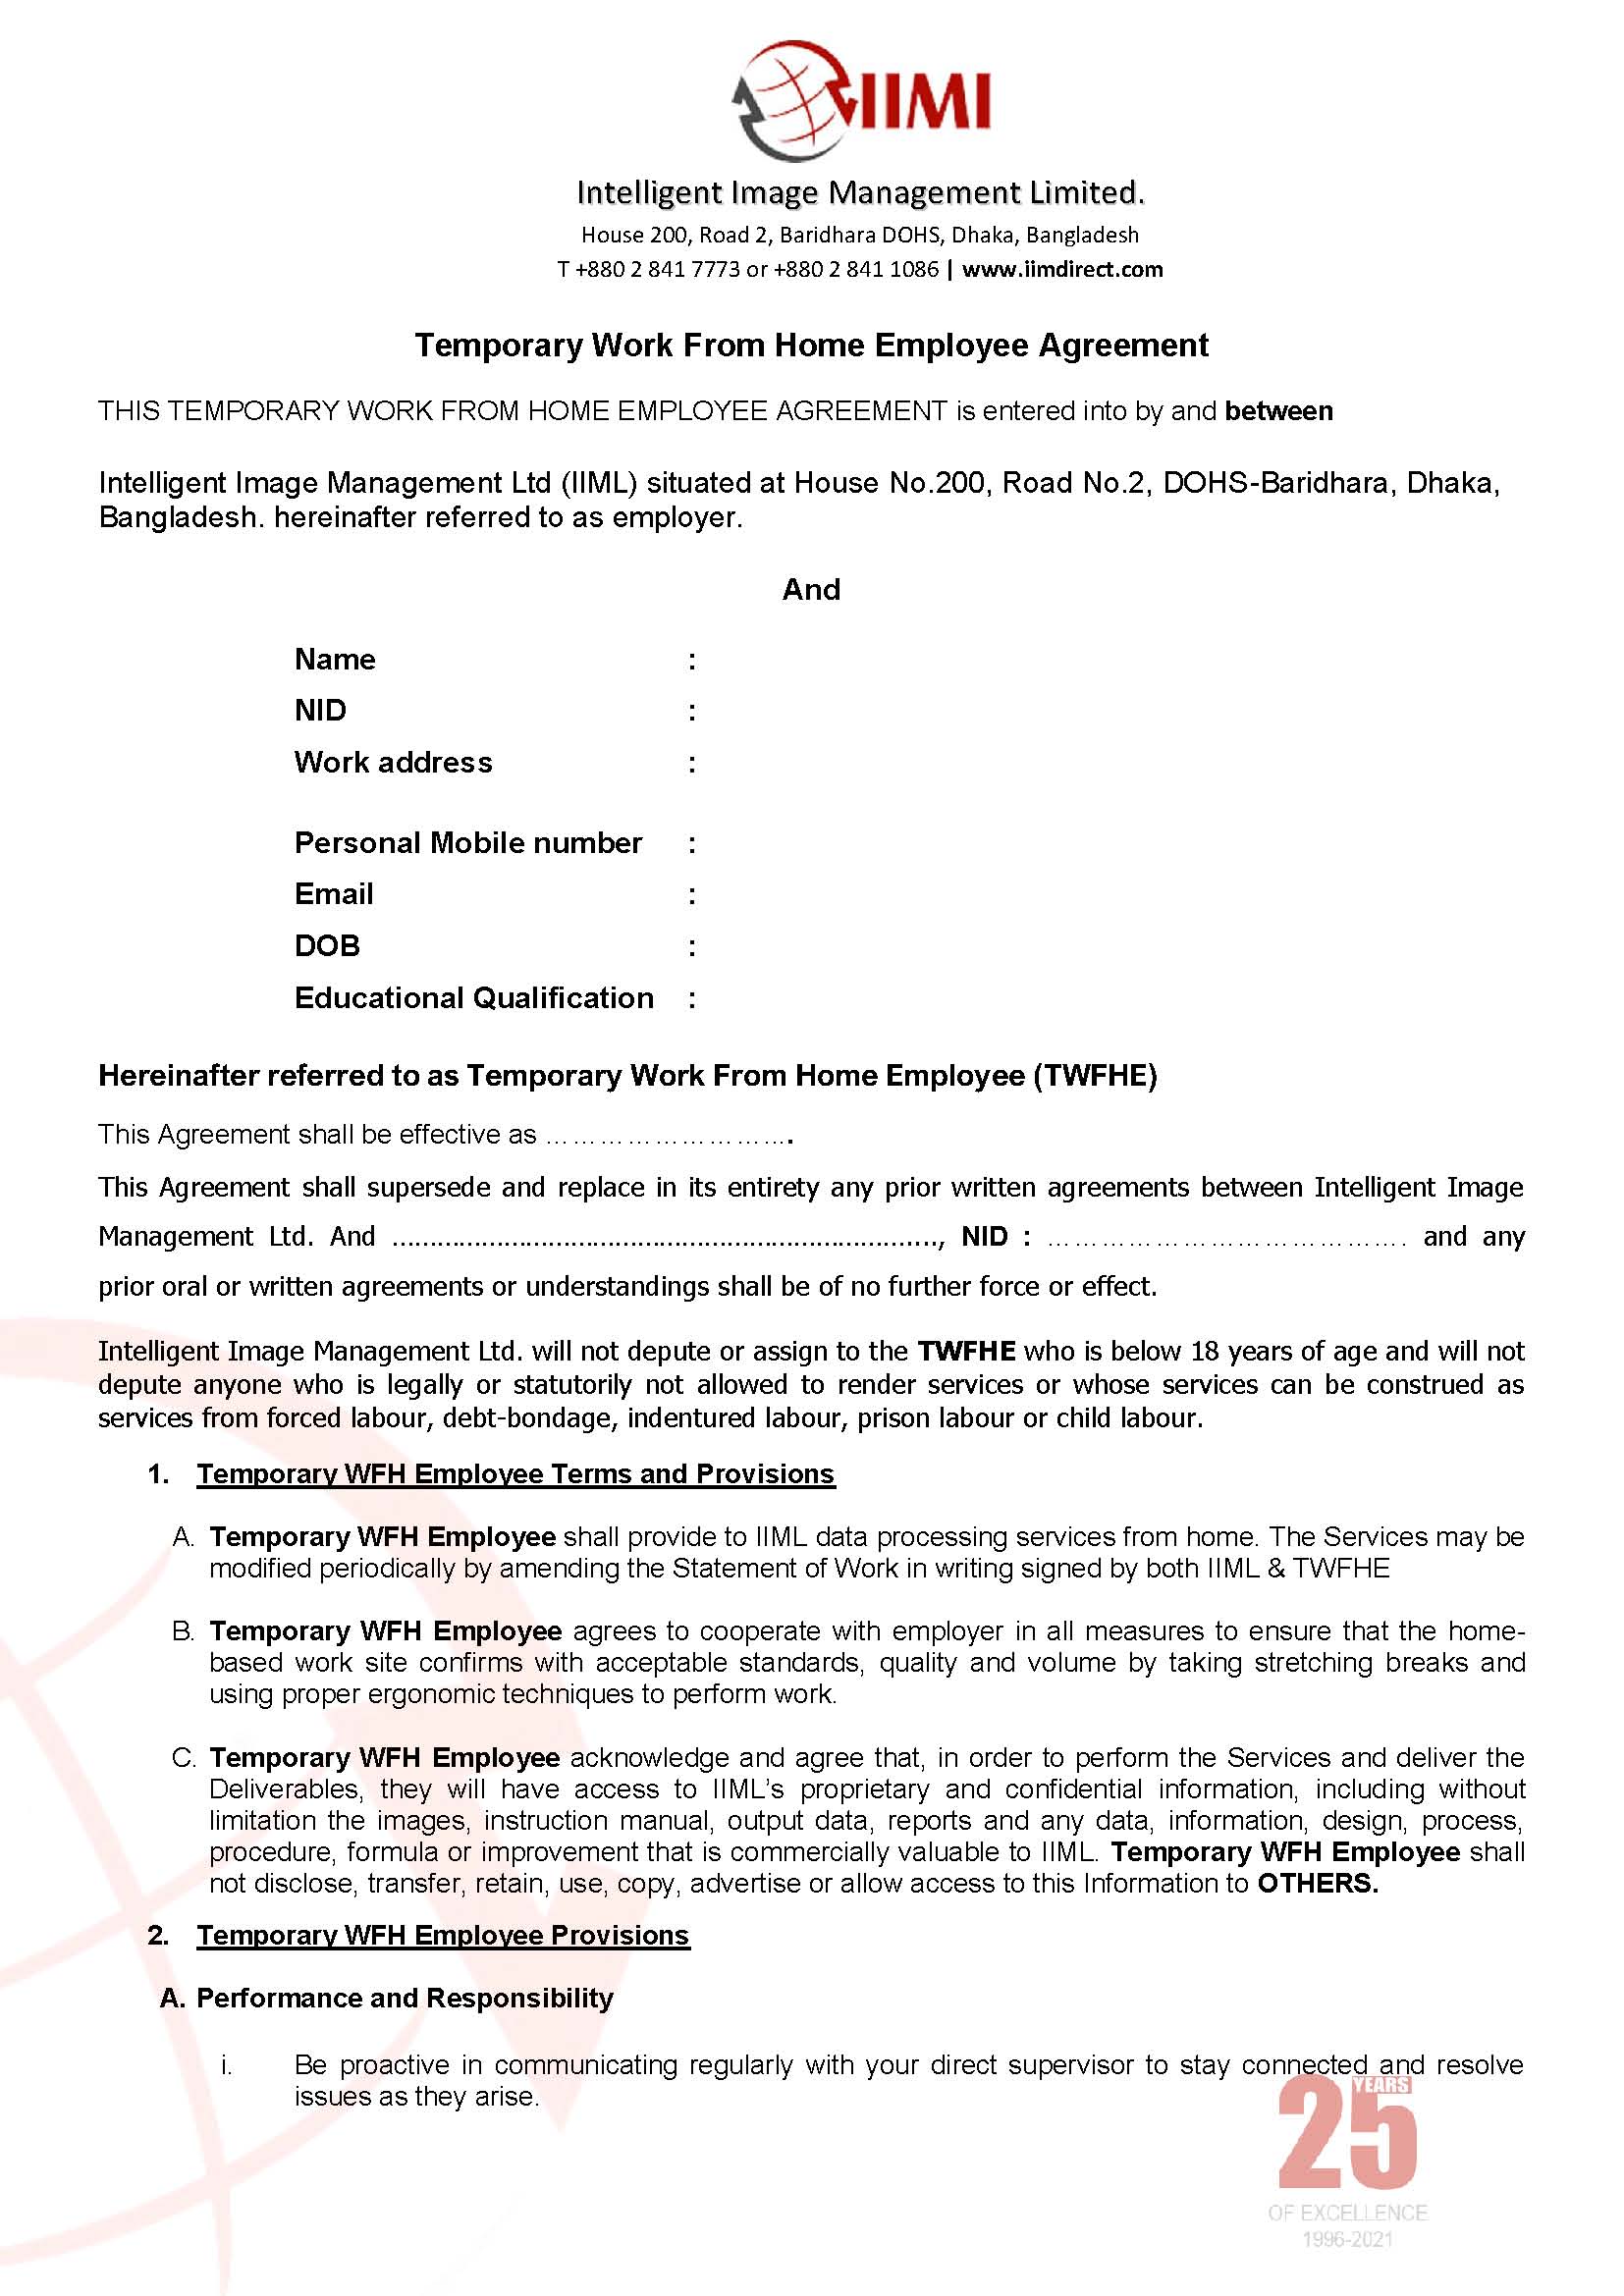 IIMI
Intelligent Image Management Limited.
House 200, Road 2, Baridhara DOHS, Dhaka, Bangladesh
T +880 2 841 7773 or +880 2 841 1086 | www.iimdirect.com
Temporary Work From Home Employee Agreement
THIS TEMPORARY WORK FROM HOME EMPLOYEE AGREEMENT is entered into by and between
Intelligent Image Management Ltd (IIML) situated at House No.200, Road No.2, DOHS-Baridhara, Dhaka,
Bangladesh. hereinafter referred to as employer.
And
Name :
NID :
Work address :
Personal Mobile number :
Email :
DOB :
Educational Qualification :
Hereinafter referred to as Temporary Work From Home Employee (TWFHE)
This Agreement shall be effective as ……………………….
This Agreement shall supersede and replace in its entirety any prior written agreements between Intelligent Image
Management Ltd. And ........................................................................., NID : …………………………………. and any
prior oral or written agreements or understandings shall be of no further force or effect.
Intelligent Image Management Ltd. will not depute or assign to the TWFHE who is below 18 years of age and will not
depute anyone who is legally or statutorily not allowed to render services or whose services can be construed as
services from forced labour, debt-bondage, indentured labour, prison labour or child labour.
1. Temporary WFH Employee Terms and Provisions
A. Temporary WFH Employee shall provide to IIML data processing services from home. The Services may be
modified periodically by amending the Statement of Work in writing signed by both IIML & TWFHE
B. Temporary WFH Employee agrees to cooperate with employer in all measures to ensure that the home-
based work site confirms with acceptable standards, quality and volume by taking stretching breaks and
using proper ergonomic techniques to perform work.
C. Temporary WFH Employee acknowledge and agree that, in order to perform the Services and deliver the
Deliverables, they will have access to IIML's proprietary and confidential information, including without
limitation the images, instruction manual, output data, reports and any data, information, design, process,
procedure, formula or improvement that is commercially valuable to IIML. Temporary WFH Employee shall
not disclose, transfer, retain, use, copy, advertise or allow access to this Information to OTHERS.
2. Temporary WFH Employee Provisions
A. Performance and Responsibility
i. Be proactive in communicating regularly with your direct supervisor to stay connected and resolve
issues as they arise.
25 YEARS
OF EXCELLENCE
1996-2021